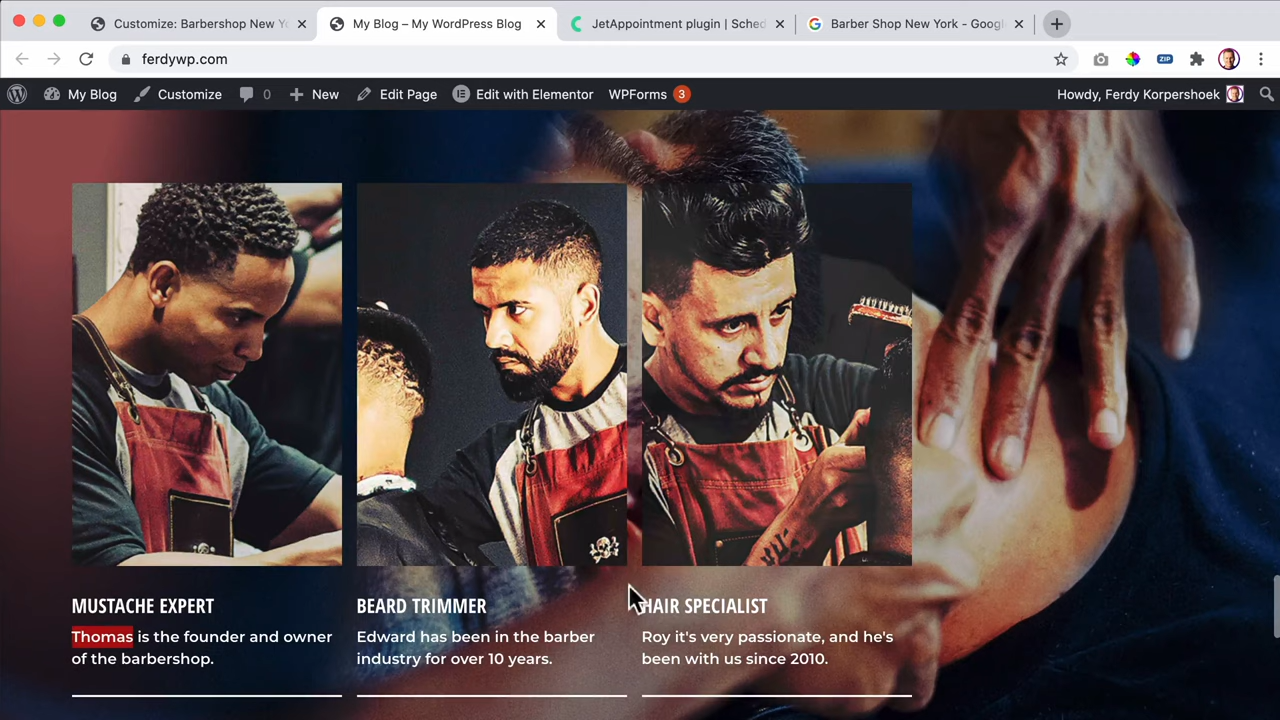 Customize: Barbershop New Yo
My Blog – My WordPress Blog
JetAppointment plugin | Sched
Barber Shop New York - Googl
ferdywp.com
ZIP
My Blog
Customize
0
New
Edit Page
Edit with Elementor
WPForms 3
Howdy, Ferdy Korpershoek
MUSTACHE EXPERT
Thomas is the founder and owner
of the barbershop.
BEARD TRIMMER
Edward has been in the barber
industry for over 10 years.
HAIR SPECIALIST
Roy it's very passionate, and he's
been with us since 2010.